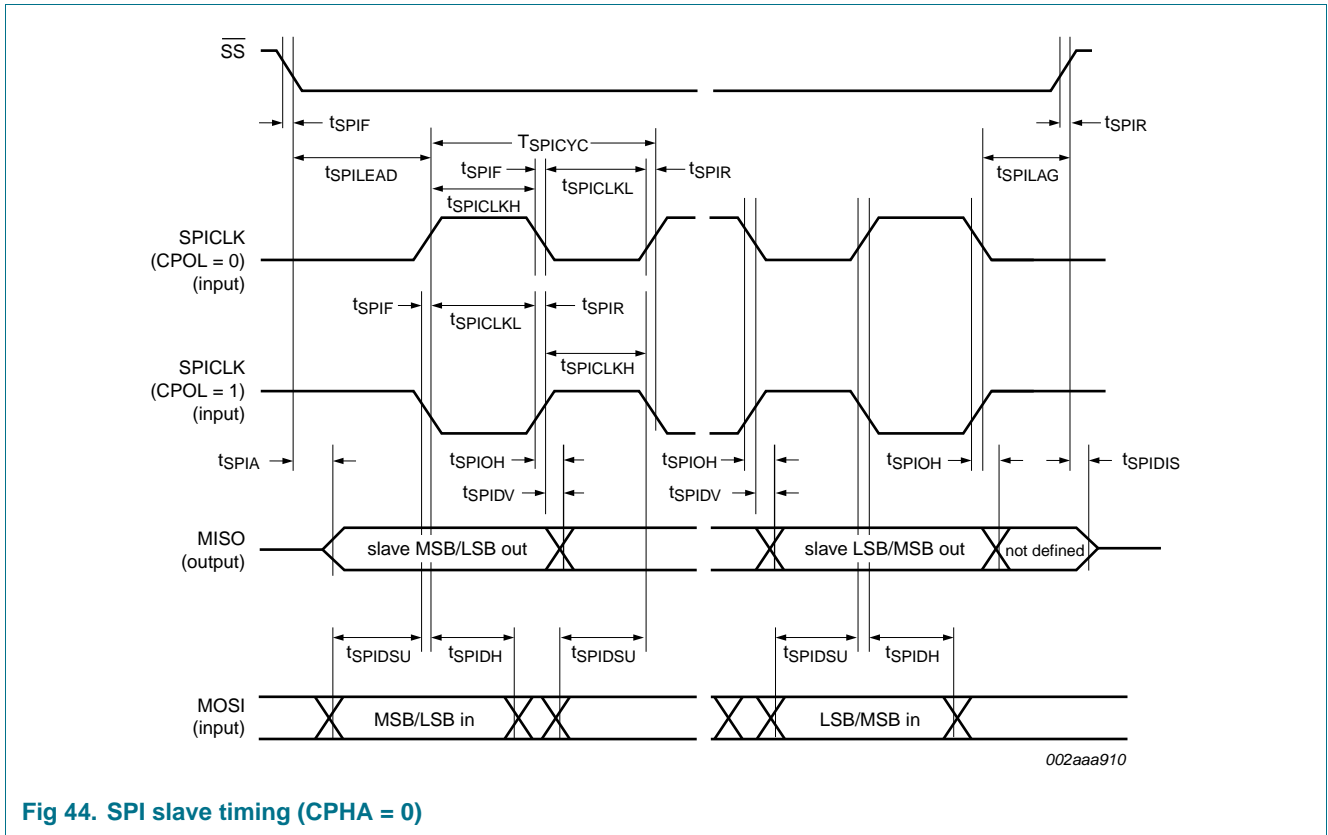 SS
tSPIF
tSPIR
TSPICYC
tSPIF
tSPICLKL
tSPIR
tSPILEAD
tSPILAG
tSPICLKH
SPICLK
(CPOL = 0)
(input)
tSPIF
tSPICLKL
tSPIR
tSPICLKH
SPICLK
(CPOL = 1)
(input)
tSPIA
tSPIOH
tSPIOH
tSPIOH
tSPIDIS
tSPIDV
tSPIDV
MISO
(output)
slave MSB/LSB out
slave LSB/MSB out
not defined
tSPIDSU
tSPIDH
tSPIDSU
tSPIDSU
tSPIDH
MOSI
(input)
MSB/LSB in
LSB/MSB in
002aaa910
Fig 44. SPI slave timing (CPHA = 0)